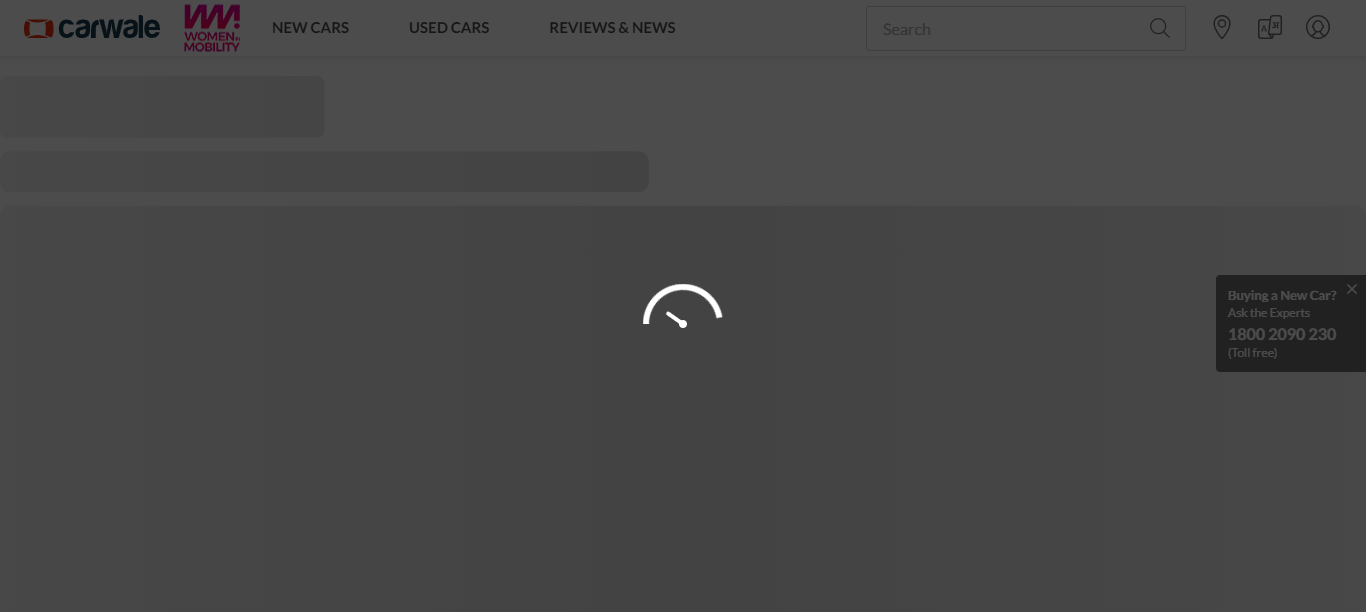 carwale
WOMEN
MOBILITY
NEW CARS
USED CARS
REVIEWS & NEWS
Search
A
Buying a New Car?
Ask the Experts
1800 2090 230
(Toll free)